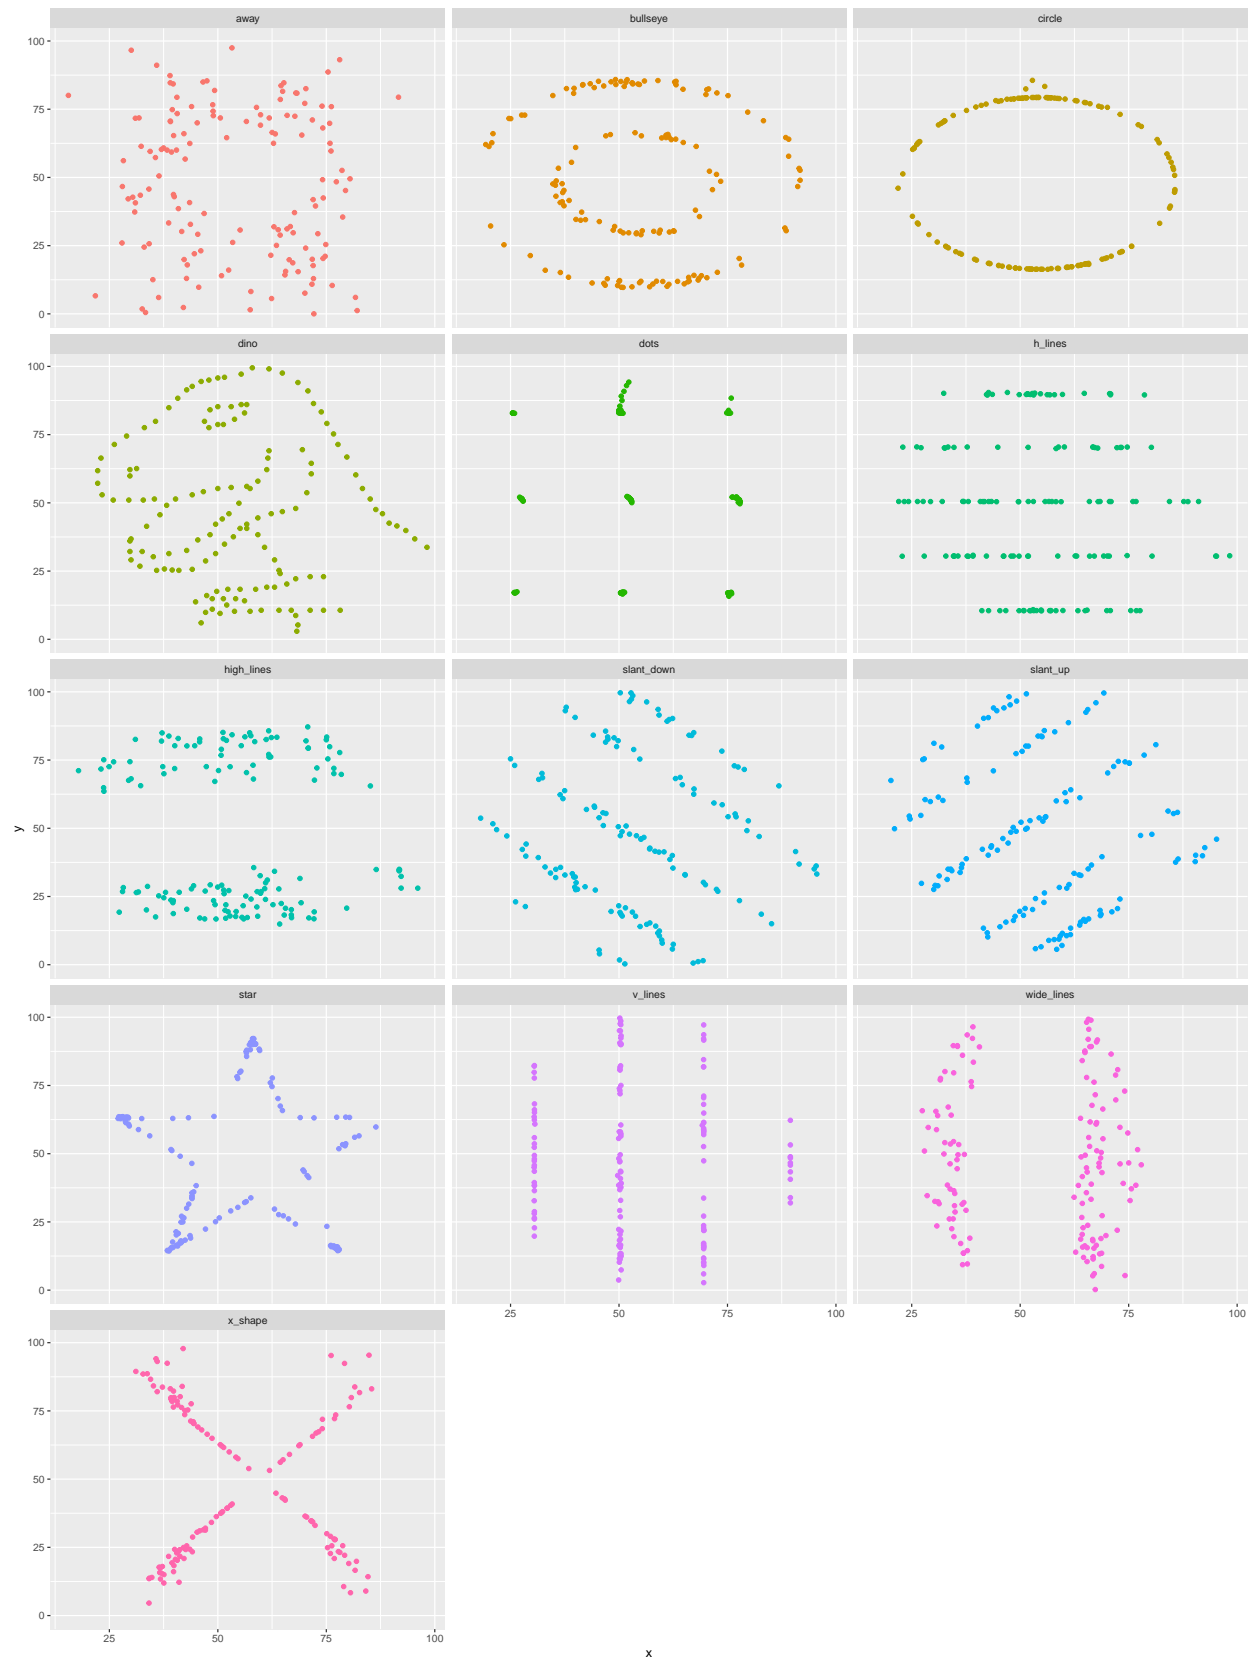 away bullseye circle
100
75
50
25
0
dino dots h_lines
100
75
50
25
0
high_lines slant_down slant_up
100
75
50
25
0
y
star v_lines wide_lines
100
75
50
25
0
25 50 75 100 25 50 75 100
x_shape
100
75
50
25
0
25 50 75 100
x